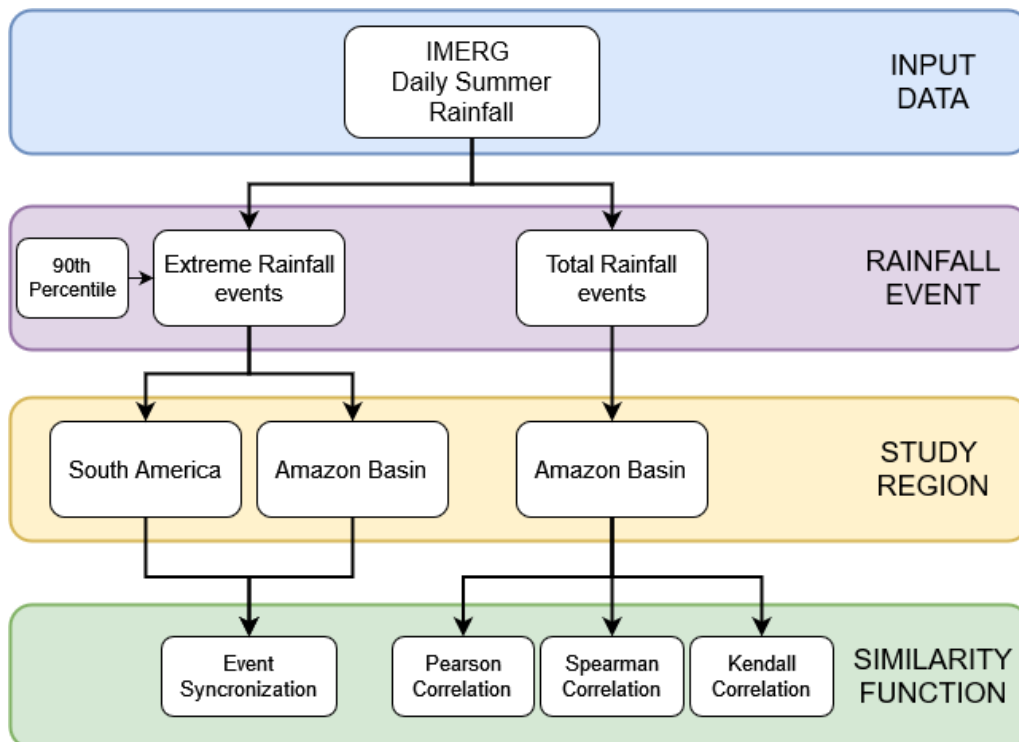 IMERG
Daily Summer
Rainfall
INPUT
DATA
90th
Percentile
Extreme Rainfall
events
Total Rainfall
events
RAINFALL
EVENT
South America
Amazon Basin
Amazon Basin
STUDY
REGION
Event
Syncronization
Pearson
Correlation
Spearman
Correlation
Kendall
Correlation
SIMILARITY
FUNCTION